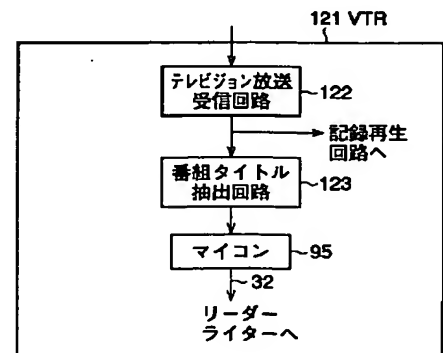 121 VTR
テレビジョン放送
受信回路
122
記録再生
回路へ
番組タイトル
抽出回路
123
マイコン
95
32
リーダー
ライターへ